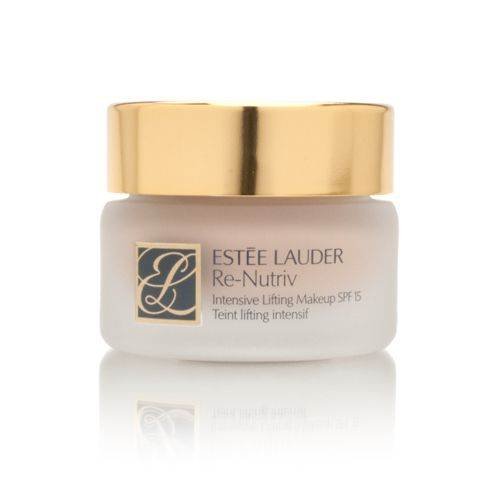 ESTĒE LAUDER
Re-Nutriv
Intensive Lifting Makeup SPF 15
Teint lifting intensif